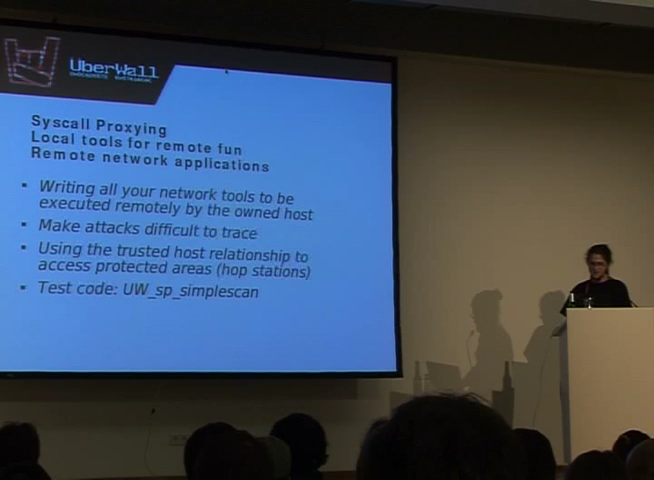 UberWall
Syscall Proxying
Local tools for remote fun
Remote network applications
Writing all your network tools to be
executed remotely by the owned host
Make attacks difficult to trace
Using the trusted host relationship to
access protected areas (hop stations)
Test code: UW_sp_simplescan